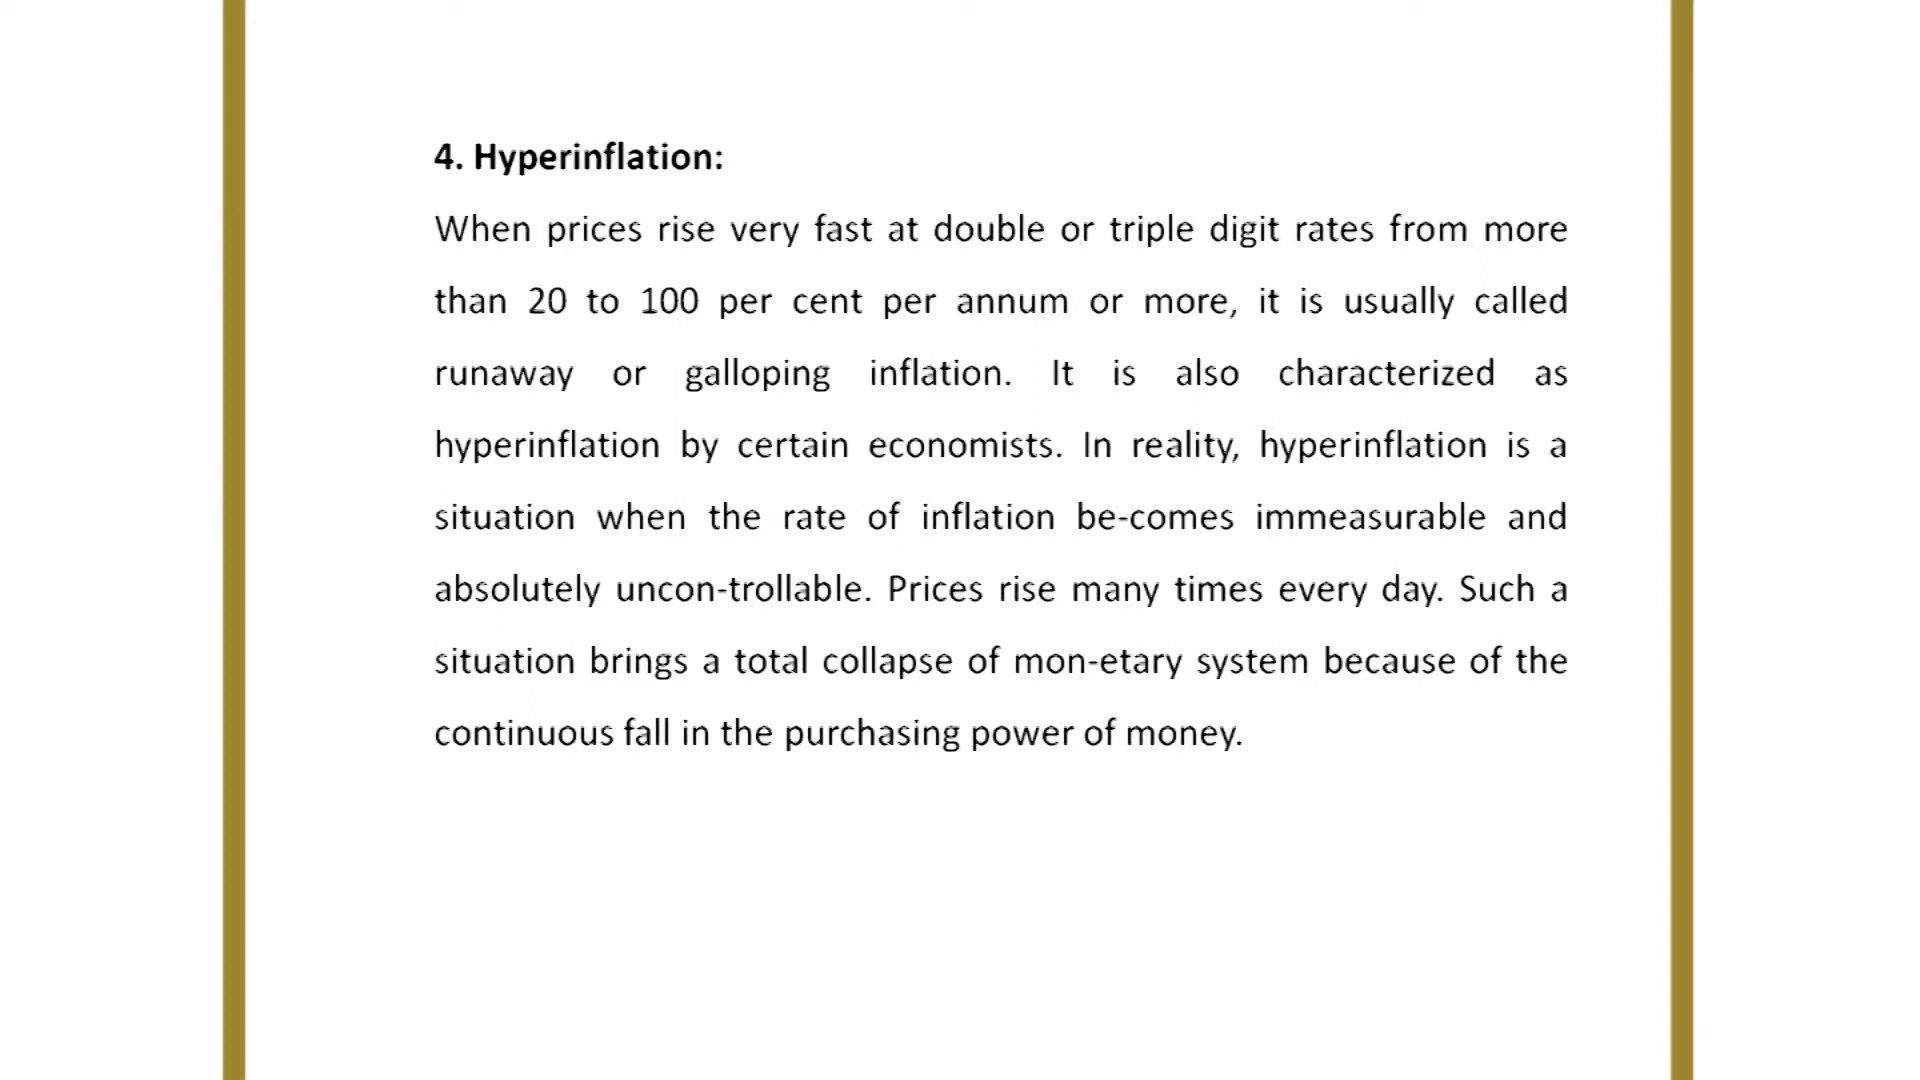 4. Hyperinflation:
When prices rise very fast at double or triple digit rates from more
than 20 to 100 per cent per annum or more, it is usually called
runaway or galloping inflation. It is also characterized as
hyperinflation by certain economists. In reality, hyperinflation is a
situation when the rate of inflation be-comes immeasurable and
absolutely uncon-trollable. Prices rise many times every day. Such a
situation brings a total collapse of mon-etary system because of the
continuous fall in the purchasing power of money.